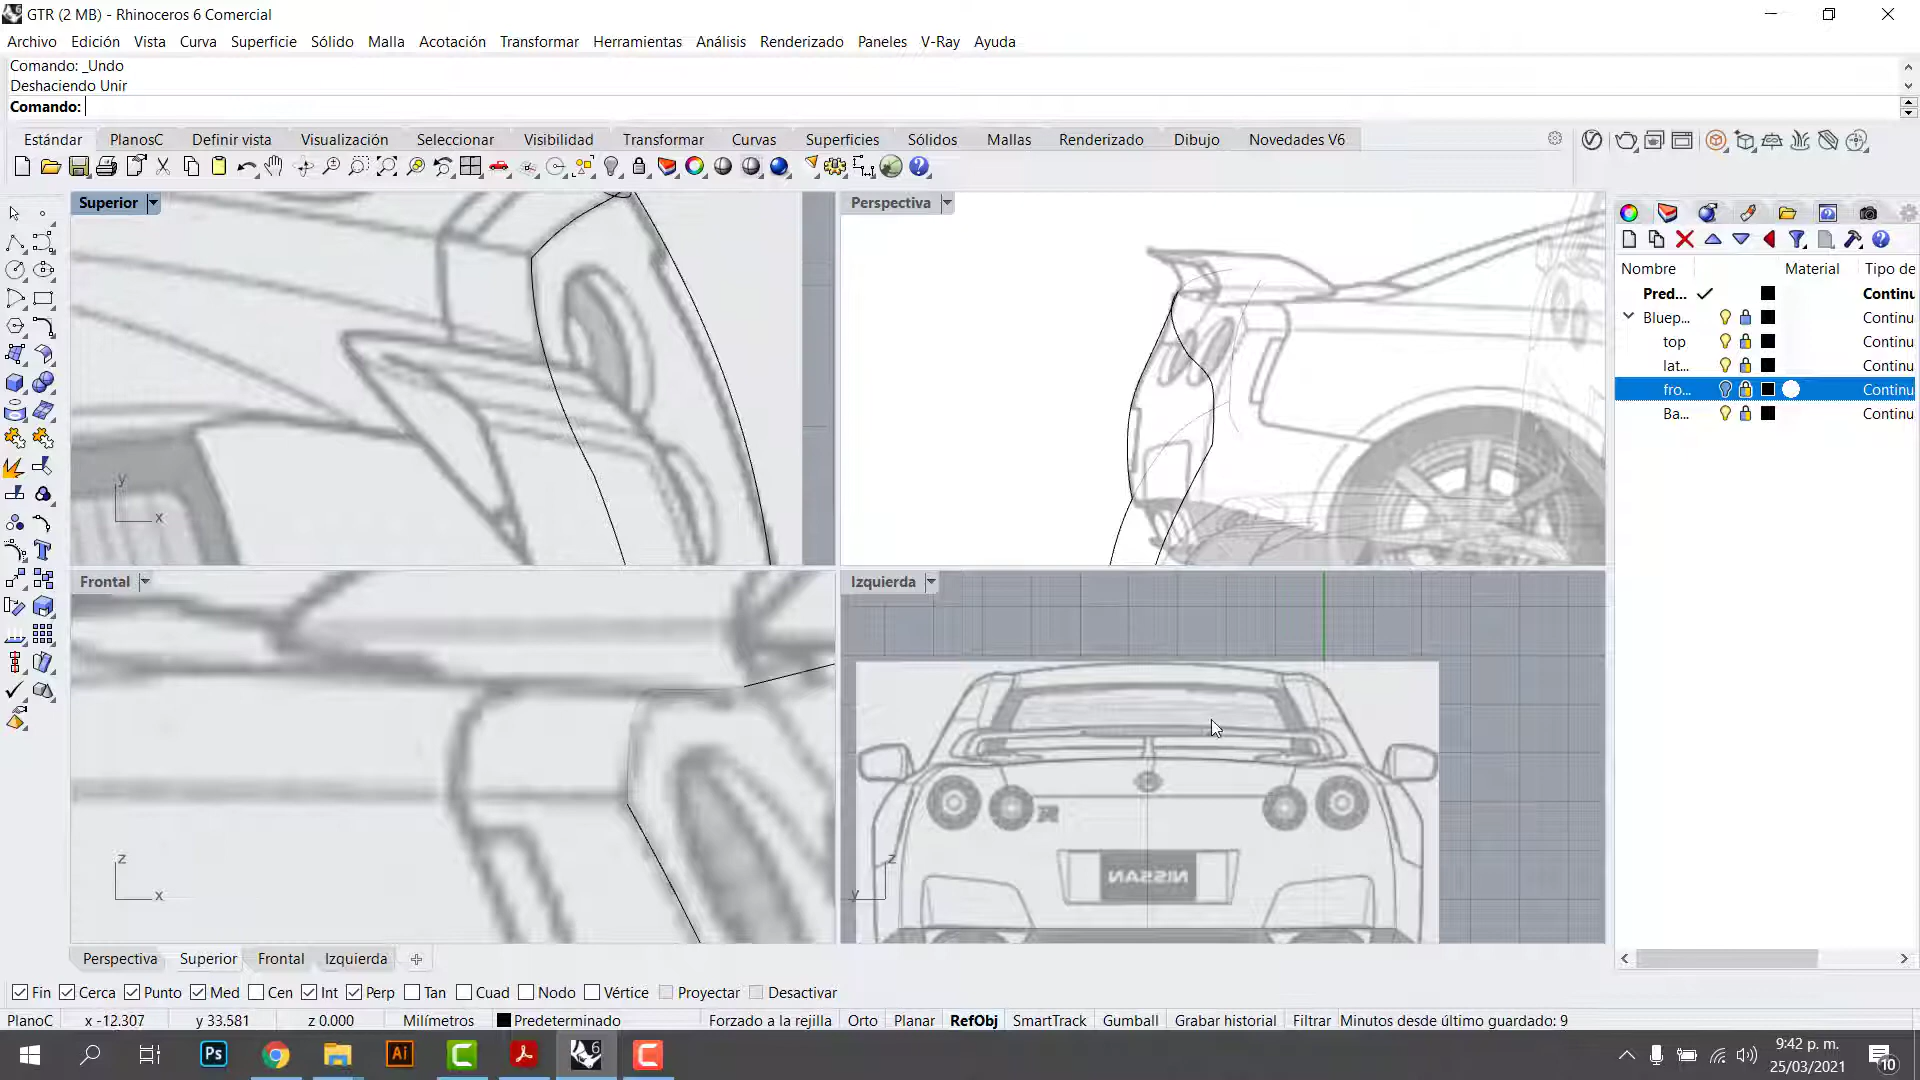 GTR (2 MB) - Rhinoceros 6 Comercial
Archivo Edición Vista Curva Superficie Sólido Malla Acotación Transformar Herramientas Análisis Renderizado Paneles V-Ray Ayuda
Comando: _Undo
Deshaciendo Unir
Comando:
Estándar PlanosC Definir vista Visualización Seleccionar Visibilidad Transformar Curvas Superficies Sólidos Mallas Renderizado Dibujo Novedades V6
Superior
Perspectiva
Nombre Material Tipo de
Pred... Continu
Bluep... Continu
top Continu
lat... Continu
fro... Continu
Ba... Continu
y
x
Frontal
Izquierda
z
x
z
y
NISSAN
Perspectiva Superior Frontal Izquierda
Fin Cerca Punto Med Cen Int Perp Tan Cuad Nodo Vértice Proyectar Desactivar
PlanoC x -12.307 y 33.581 z 0.000 Milímetros Predeterminado Forzado a la rejilla Orto Planar RefObj SmartTrack Gumball Grabar historial Filtrar Minutos desde último guardado: 9
Ps Ai 6
9:42 p. m.
25/03/2021
10